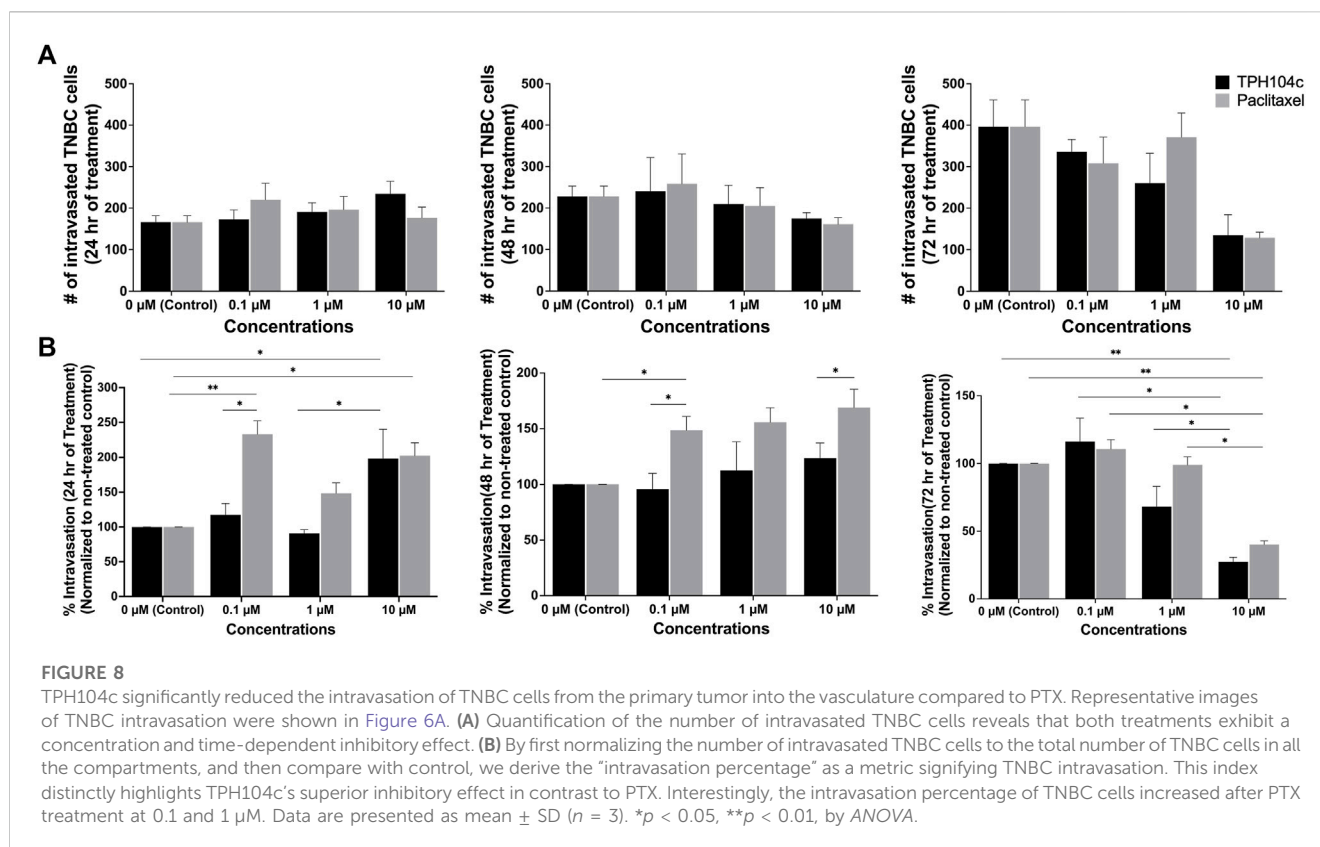 A
# of intravasated TNBC cells
(24 hr of treatment)
500
400
300
200
100
0
0 µM (Control) 0.1 µM 1 µM 10 µM
Concentrations
# of intravasated TNBC cells
(48 hr of treatment)
500
400
300
200
100
0
0 µM (Control) 0.1 µM 1 µM 10 µM
Concentrations
# of intravasated TNBC cells
(72 hr of treatment)
500
400
300
200
100
0
0 µM (Control) 0.1 µM 1 µM 10 µM
Concentrations
TPH104c
Paclitaxel
B
% Intravasation (24 hr of Treatment)
(Normalized to non-treated control)
300
250
200
150
100
50
0
*
*
**
*
*
0 µM (Control) 0.1 µM 1 µM 10 µM
Concentrations
% Intravasation(48 hr of Treatment)
(Normalized to non-treated control)
200
150
100
50
0
*
*
*
0 µM (Control) 0.1 µM 1 µM 10 µM
Concentrations
% Intravasation(72 hr of Treatment)
(Normalized to non-treated control)
150
100
50
0
**
**
*
*
*
*
0 µM (Control) 0.1 µM 1 µM 10 µM
Concentrations
FIGURE 8
TPH104c significantly reduced the intravasation of TNBC cells from the primary tumor into the vasculature compared to PTX. Representative images
of TNBC intravasation were shown in Figure 6A. (A) Quantification of the number of intravasated TNBC cells reveals that both treatments exhibit a
concentration and time-dependent inhibitory effect. (B) By first normalizing the number of intravasated TNBC cells to the total number of TNBC cells in all
the compartments, and then compare with control, we derive the “intravasation percentage” as a metric signifying TNBC intravasation. This index
distinctly highlights TPH104c’s superior inhibitory effect in contrast to PTX. Interestingly, the intravasation percentage of TNBC cells increased after PTX
treatment at 0.1 and 1 µM. Data are presented as mean ± SD (n = 3). *p < 0.05, **p < 0.01, by ANOVA.